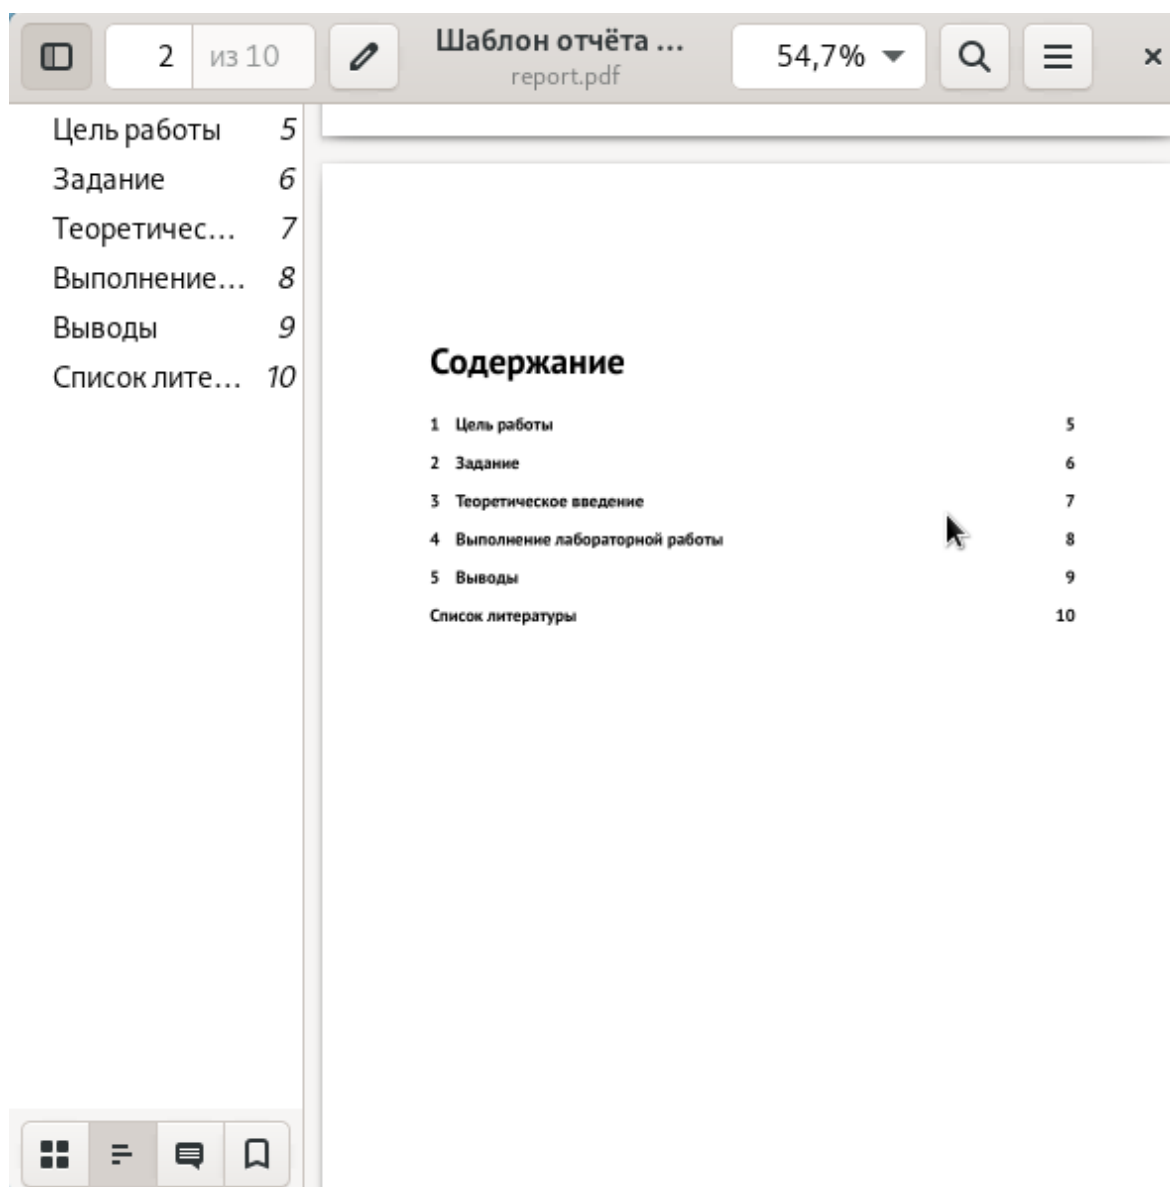 2 из 10 Шаблон отчёта ... 54,7%
report.pdf
Цель работы 5
Задание 6
Теоретичес... 7
Выполнение... 8
Выводы 9
Список лите... 10
Содержание
1 Цель работы 5
2 Задание 6
3 Теоретическое введение 7
4 Выполнение лабораторной работы 8
5 Выводы 9
Список литературы 10